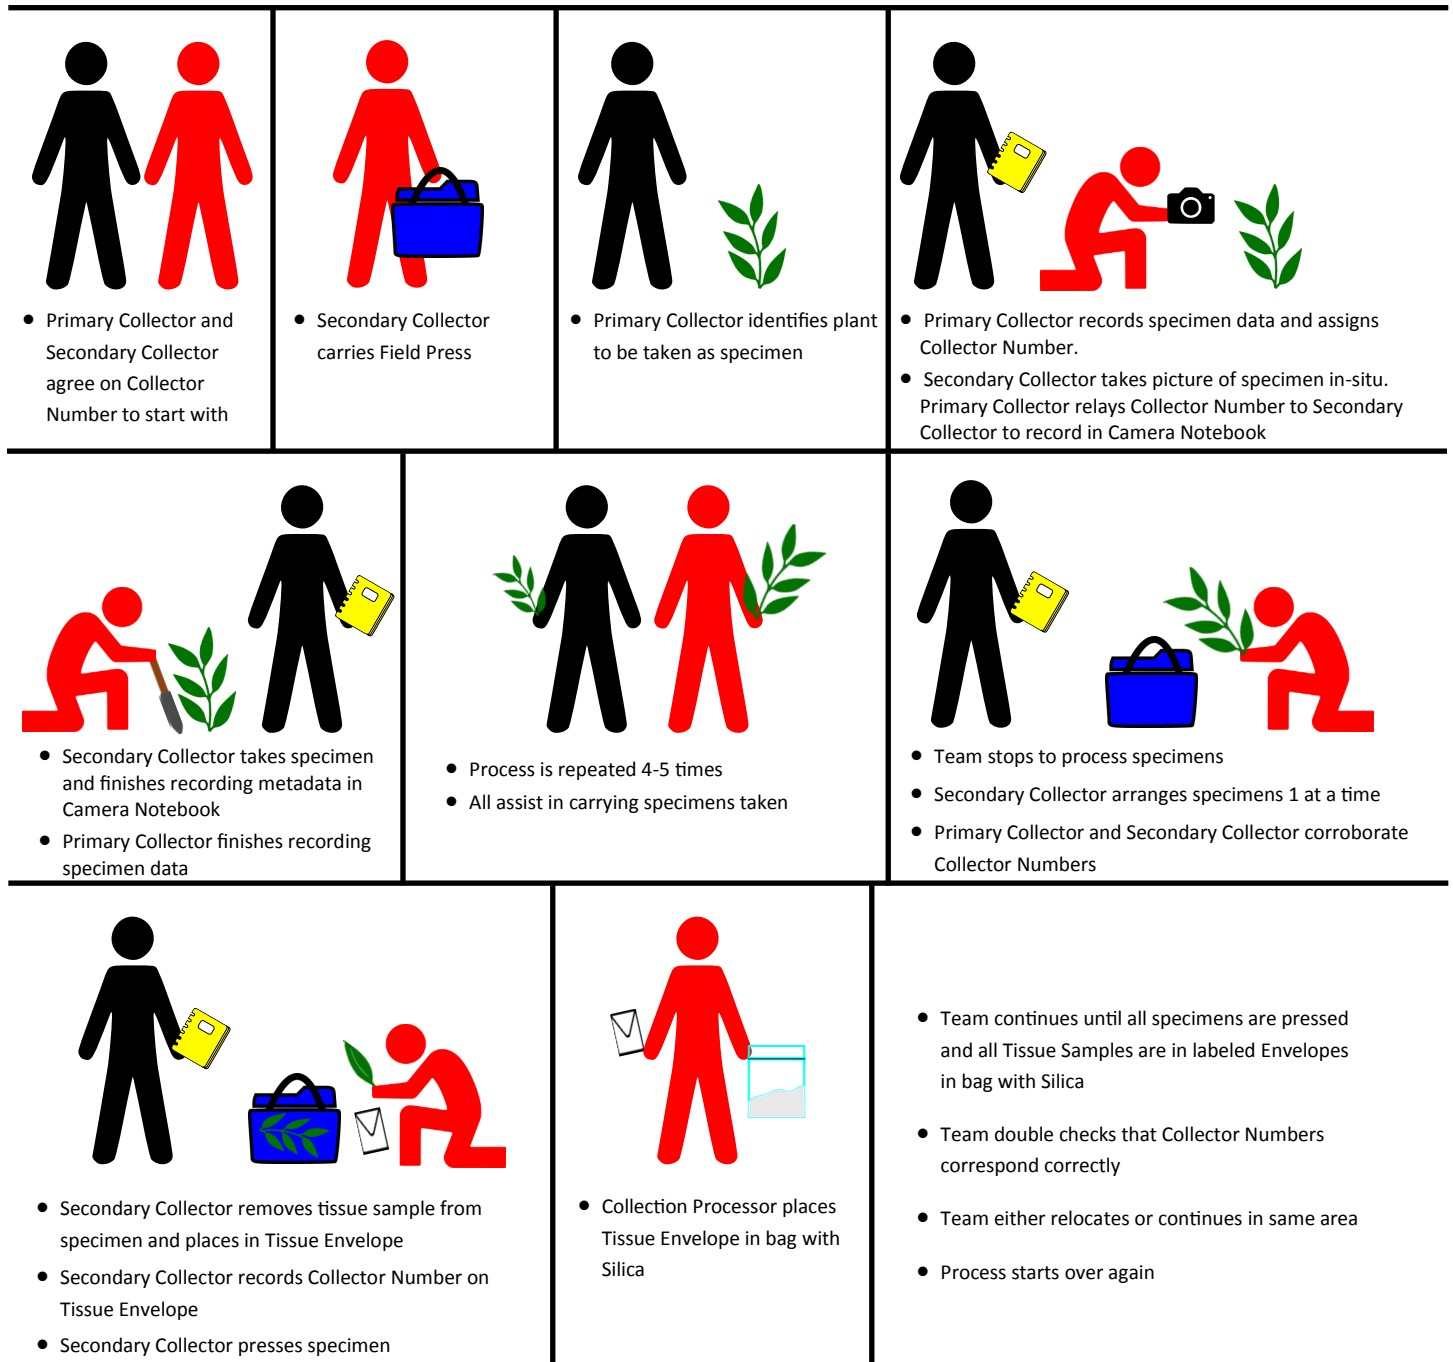 Primary Collector and
Secondary Collector
agree on Collector
Number to start with
Secondary Collector
carries Field Press
Primary Collector identifies plant
to be taken as specimen
Primary Collector records specimen data and assigns
Collector Number.
Secondary Collector takes picture of specimen in-situ.
Primary Collector relays Collector Number to Secondary
Collector to record in Camera Notebook
Secondary Collector takes specimen
and finishes recording metadata in
Camera Notebook
Primary Collector finishes recording
specimen data
Process is repeated 4-5 times
All assist in carrying specimens taken
Team stops to process specimens
Secondary Collector arranges specimens 1 at a time
Primary Collector and Secondary Collector corroborate
Collector Numbers
Secondary Collector removes tissue sample from
specimen and places in Tissue Envelope
Secondary Collector records Collector Number on
Tissue Envelope
Secondary Collector presses specimen
Collection Processor places
Tissue Envelope in bag with
Silica
Team continues until all specimens are pressed
and all Tissue Samples are in labeled Envelopes
in bag with Silica
Team double checks that Collector Numbers
correspond correctly
Team either relocates or continues in same area
Process starts over again